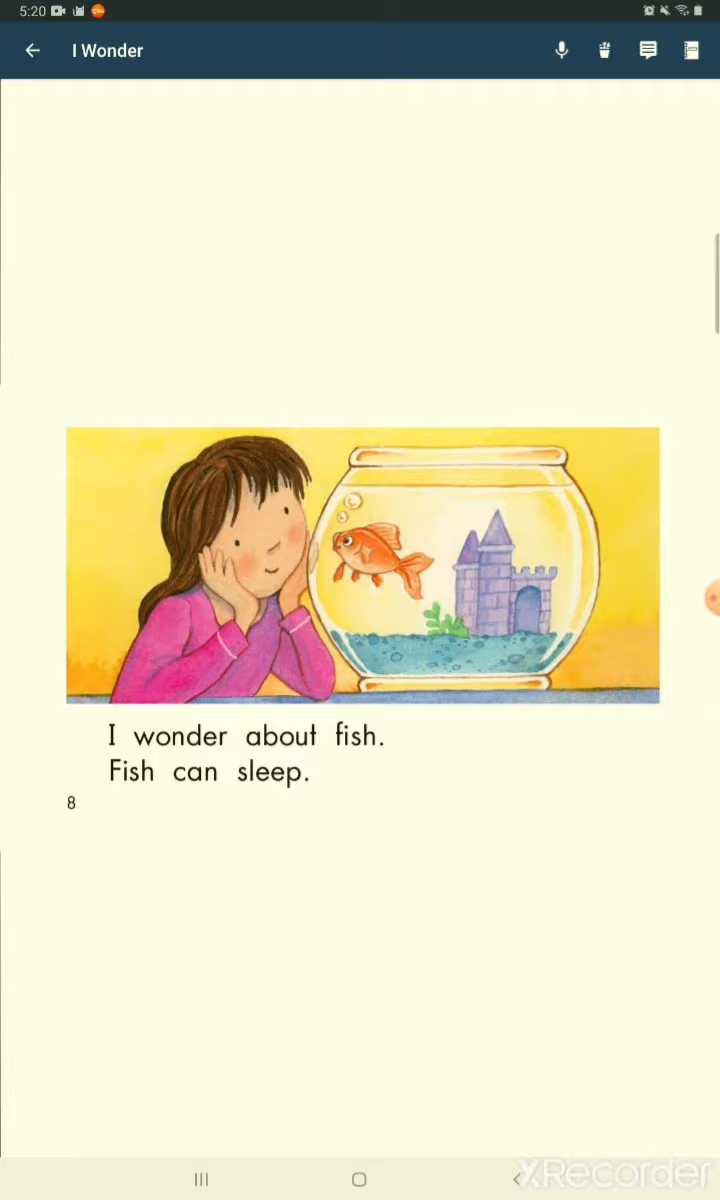 5:20
I Wonder
I wonder about fish.
Fish can sleep.
8
XRecorder